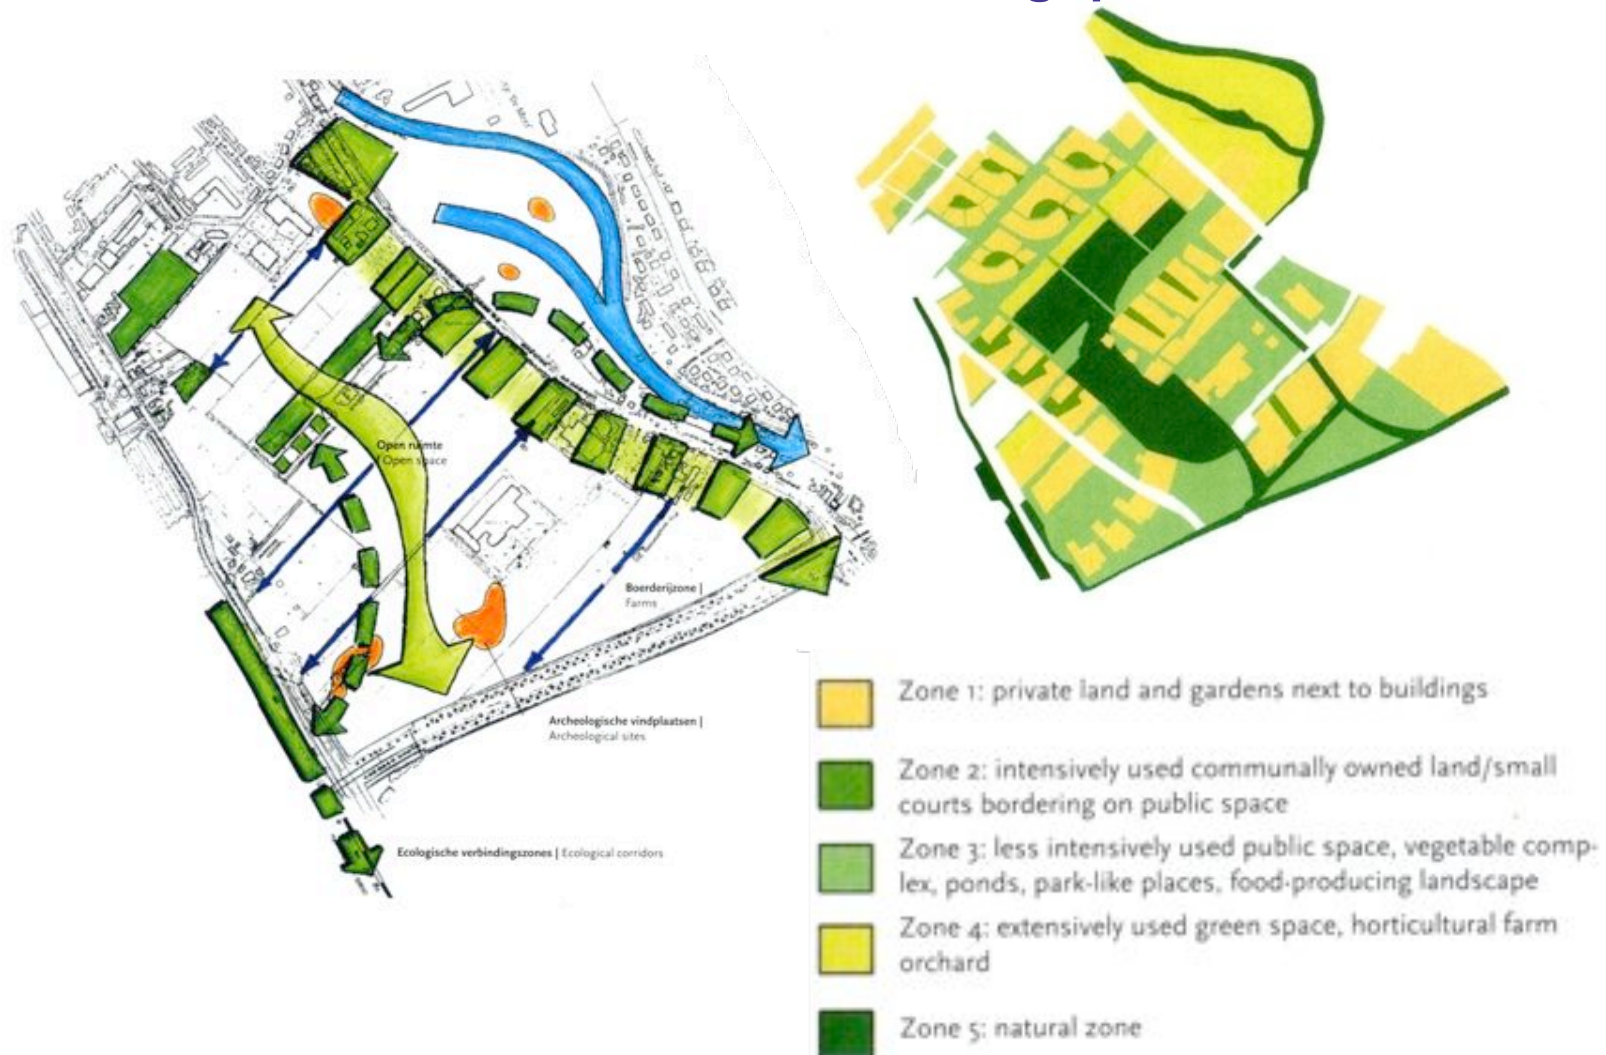 Open ruimte
Open space
Boerderijzone |
Farms
Archeologische vindplaatsen |
Archeological sites
Ecologische verbindingszones | Ecological corridors
Zone 1: private land and gardens next to buildings
Zone 2: intensively used communally owned land/small
courts bordering on public space
Zone 3: less intensively used public space, vegetable comp-
lex, ponds, park-like places, food-producing landscape
Zone 4: extensively used green space, horticultural farm
orchard
Zone 5: natural zone